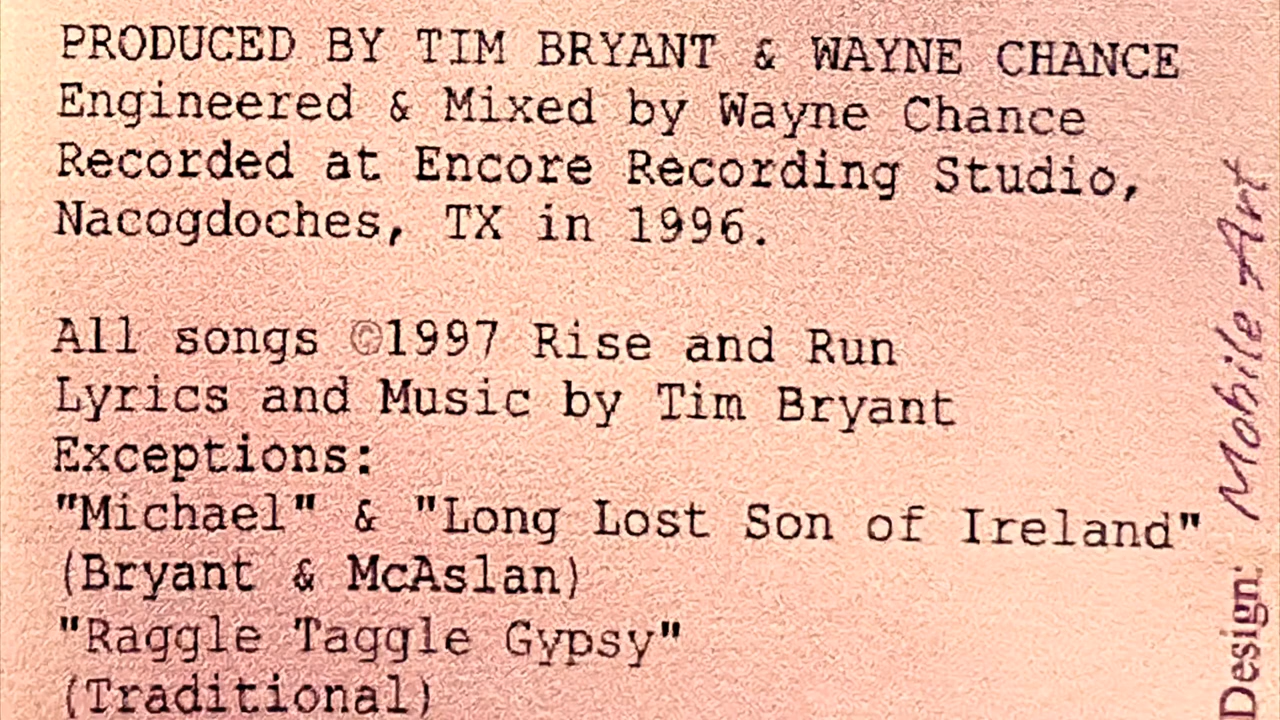 PRODUCED BY TIM BRYANT & WAYNE CHANCE
Engineered & Mixed by Wayne Chance
Recorded at Encore Recording Studio,
Nacogdoches, TX in 1996.
All songs ©1997 Rise and Run
Lyrics and Music by Tim Bryant
Exceptions:
"Michael" & "Long Lost Son of Ireland"
(Bryant & McAslan)
"Raggle Taggle Gypsy"
(Traditional)
Design: Mobile Art